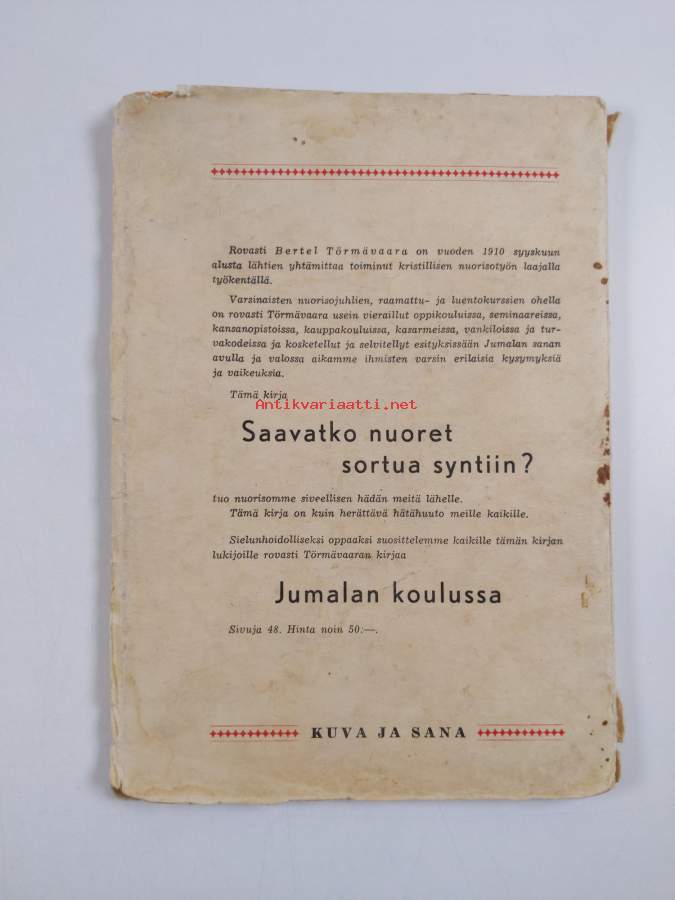 Rovasti Bertel Törmävaara on vuoden 1910 syyskuun
alusta lähtien yhtämittaa toiminut kristillisen nuorisotyön laajalla
työkentällä.
Varsinaisten nuorisojuhlien, raamattu- ja luentokurssien ohella
on rovasti Törmävaara usein vieraillut oppikouluissa, seminaareissa,
kansanopistoissa, kauppakouluissa, kasarmeissa, vankiloissa ja tur-
vakodeissa ja kosketellut ja selvitellyt esityksissään Jumalan sanan
avulla ja valossa aikamme ihmisten varsin erilaisia kysymyksiä
ja vaikeuksia.
Tämä kirja
Antikvariaatti.net
Saavatko nuoret
sortua syntiin?
tuo nuorisomme siveellisen hädän meitä lähelle.
Tämä kirja on kuin herättävä hätähuuto meille kaikille.
Sielunhoidolliseksi oppaaksi suosittelemme kaikille tämän kirjan
lukijoille rovasti Törmävaaran kirjaa
Jumalan koulussa
Sivuja 48. Hinta noin 50:—.
KUVA JA SANA